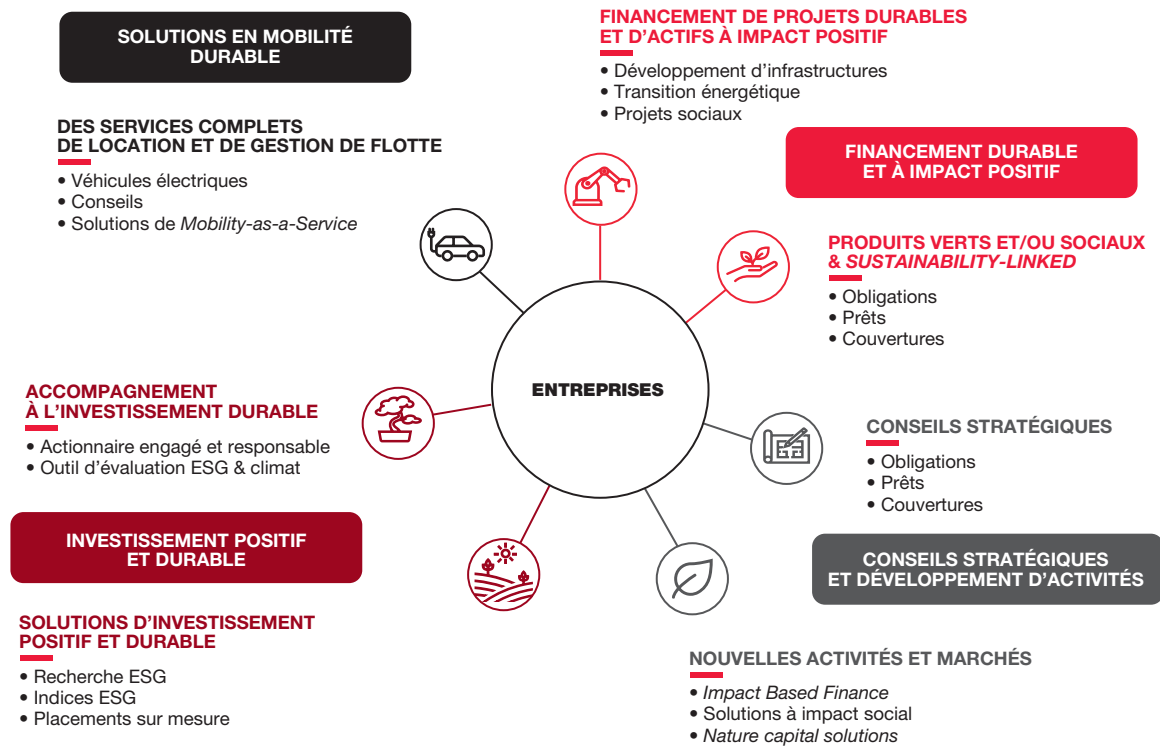 SOLUTIONS EN MOBILITÉ
DURABLE
DES SERVICES COMPLETS
DE LOCATION ET DE GESTION DE FLOTTE
• Véhicules électriques
• Conseils
• Solutions de Mobility-as-a-Service
FINANCEMENT DE PROJETS DURABLES
ET D'ACTIFS À IMPACT POSITIF
• Développement d'infrastructures
• Transition énergétique
• Projets sociaux
FINANCEMENT DURABLE
ET À IMPACT POSITIF
PRODUITS VERTS ET/OU SOCIAUX
& SUSTAINABILITY-LINKED
• Obligations
• Prêts
• Couvertures
ENTREPRISES
ACCOMPAGNEMENT
À L'INVESTISSEMENT DURABLE
• Actionnaire engagé et responsable
• Outil d'évaluation ESG & climat
INVESTISSEMENT POSITIF
ET DURABLE
SOLUTIONS D'INVESTISSEMENT
POSITIF ET DURABLE
• Recherche ESG
• Indices ESG
• Placements sur mesure
CONSEILS STRATÉGIQUES
• Obligations
• Prêts
• Couvertures
CONSEILS STRATÉGIQUES
ET DÉVELOPPEMENT D'ACTIVITÉS
NOUVELLES ACTIVITÉS ET MARCHÉS
• Impact Based Finance
• Solutions à impact social
• Nature capital solutions